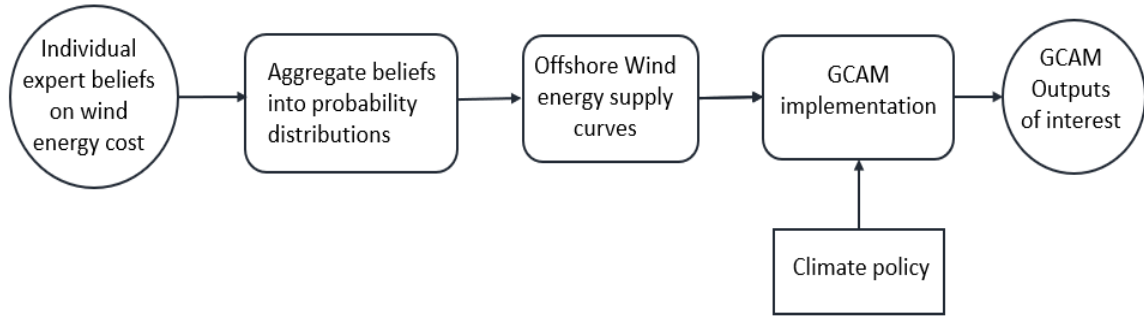 Individual
expert beliefs
on wind
energy cost
Aggregate beliefs
into probability
distributions
Offshore Wind
energy supply
curves
GCAM
implementation
GCAM
Outputs
of interest
Climate policy